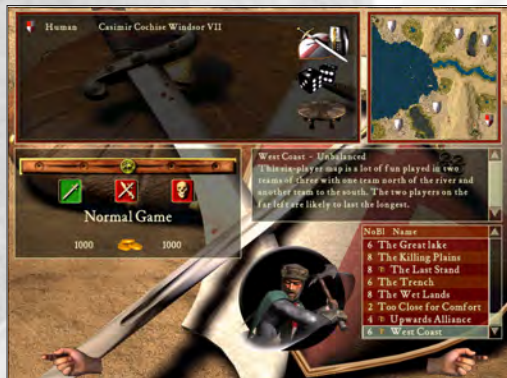 Human Casimir Cochise Windsor VII
West Coast - Unbalanced
This six-player map is a lot of fun played in two
teams of three with one team north of the river and
another team to the south. The two players on the
far left are likely to last the longest.
Normal Game
1000 1000
NoBl Name
6 The Great lake
8 The Killing Plains
8 The Last Stand
6 The Trench
8 The Wet Lands
2 Too Close for Comfort
4 Upwards Alliance
6 West Coast